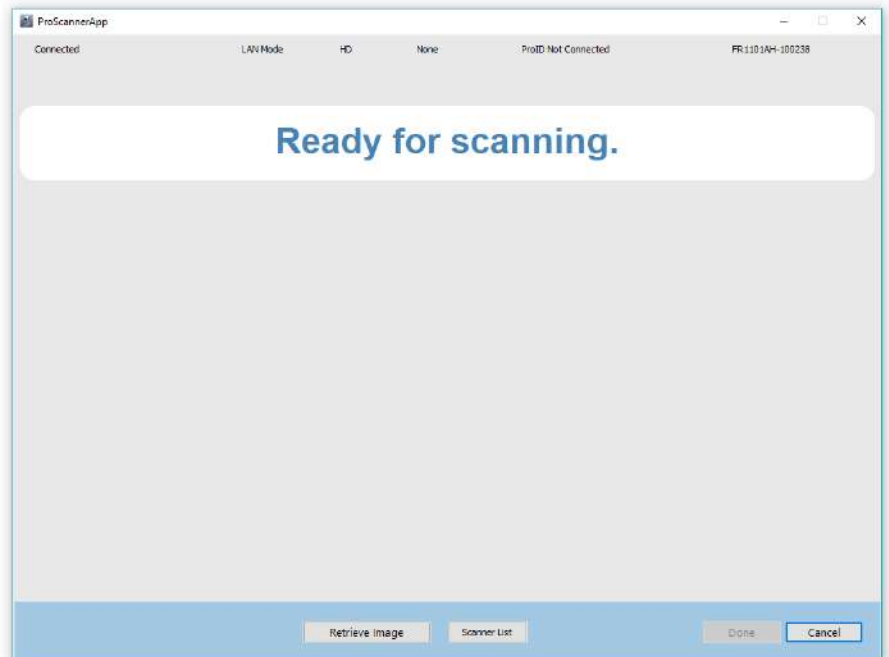 ProScannerApp
Connected LAN Mode HD None ProID Not Connected FR1101AH-100238
Ready for scanning.
Retrieve Image Scanner List Done Cancel